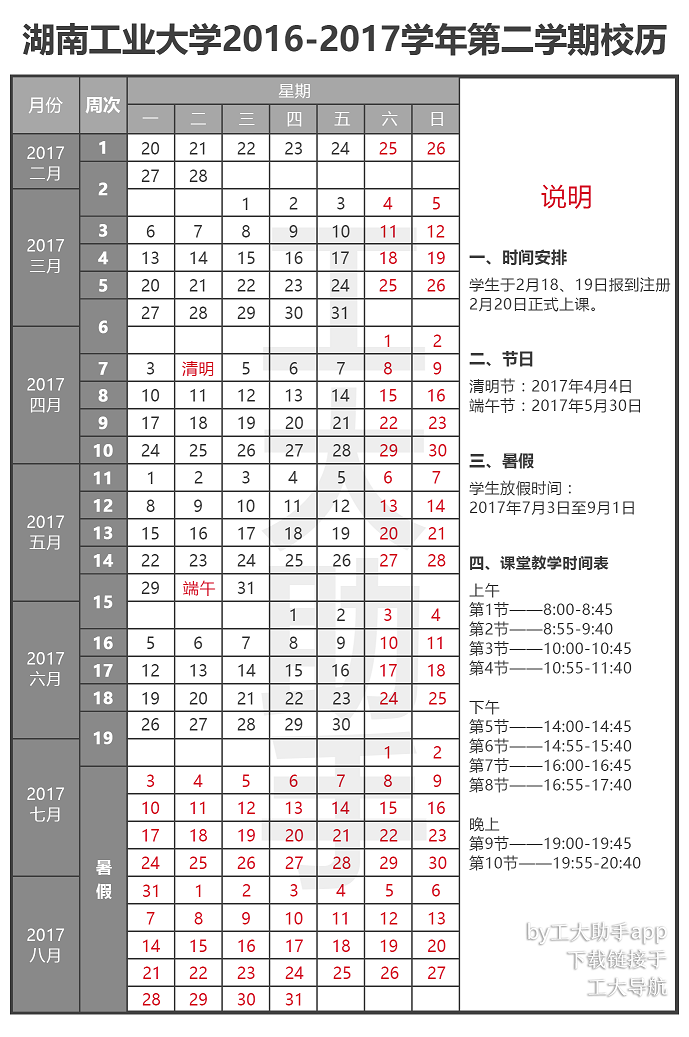 湖南工业大学2016-2017学年第二学期校历
月份 周次 星期
一 二 三 四 五 六 日
2017
二月
1 20 21 22 23 24 25 26
2 27 28
2017
三月
1 2 3 4 5
3 6 7 8 9 10 11 12
4 13 14 15 16 17 18 19
5 20 21 22 23 24 25 26
6 27 28 29 30 31
2017
四月
1 2
7 3 清明 5 6 7 8 9
8 10 11 12 13 14 15 16
9 17 18 19 20 21 22 23
10 24 25 26 27 28 29 30
2017
五月
11 1 2 3 4 5 6 7
12 8 9 10 11 12 13 14
13 15 16 17 18 19 20 21
14 22 23 24 25 26 27 28
15 29 端午 31
2017
六月
1 2 3 4
16 5 6 7 8 9 10 11
17 12 13 14 15 16 17 18
18 19 20 21 22 23 24 25
19 26 27 28 29 30
2017
七月
1 2
暑
假
3 4 5 6 7 8 9
10 11 12 13 14 15 16
17 18 19 20 21 22 23
24 25 26 27 28 29 30
2017
八月
31 1 2 3 4 5 6
7 8 9 10 11 12 13
14 15 16 17 18 19 20
21 22 23 24 25 26 27
28 29 30 31
工大助手
说明
一、时间安排
学生于2月18、19日报到注册
2月20日正式上课。
二、节日
清明节：2017年4月4日
端午节：2017年5月30日
三、暑假
学生放假时间：
2017年7月3日至9月1日
四、课堂教学时间表
上午
第1节——8:00-8:45
第2节——8:55-9:40
第3节——10:00-10:45
第4节——10:55-11:40
下午
第5节——14:00-14:45
第6节——14:55-15:40
第7节——16:00-16:45
第8节——16:55-17:40
晚上
第9节——19:00-19:45
第10节——19:55-20:40
by工大助手app
下载链接于
工大导航